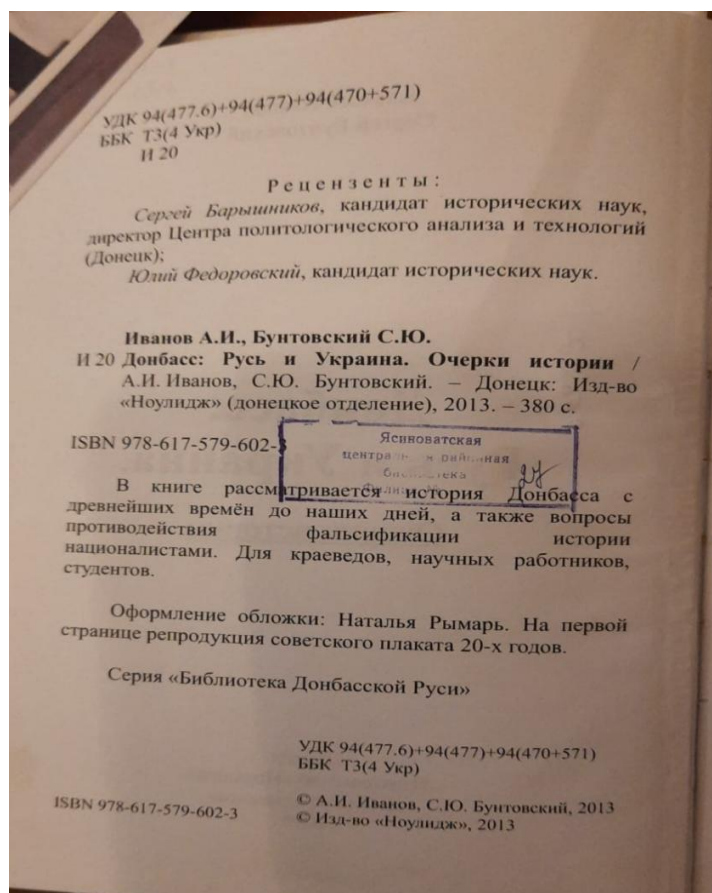 УДК 94(477.6)+94(477)+94(470+571)
ББК Т3(4 Укр)
И 20
Рецензенты:
Сергей Барышников, кандидат исторических наук,
директор Центра политологического анализа и технологий
(Донецк);
Юлий Федоровский, кандидат исторических наук.
Иванов А.И., Бунтовский С.Ю.
И 20 Донбасс: Русь и Украина. Очерки истории /
А.И. Иванов, С.Ю. Бунтовский. – Донецк: Изд-во
«Ноулидж» (донецкое отделение), 2013. – 380 с.
ISBN 978-617-579-602-3
Ясиноватская
центральная районная
библиотека
27
В книге рассматривается история Донбасса с
древнейших времён до наших дней, а также вопросы
противодействия фальсификации истории
националистами. Для краеведов, научных работников,
студентов.
Оформление обложки: Наталья Рымарь. На первой
странице репродукция советского плаката 20-х годов.
Серия «Библиотека Донбасской Руси»
УДК 94(477.6)+94(477)+94(470+571)
ББК Т3(4 Укр)
ISBN 978-617-579-602-3
© А.И. Иванов, С.Ю. Бунтовский, 2013
© Изд-во «Ноулидж», 2013